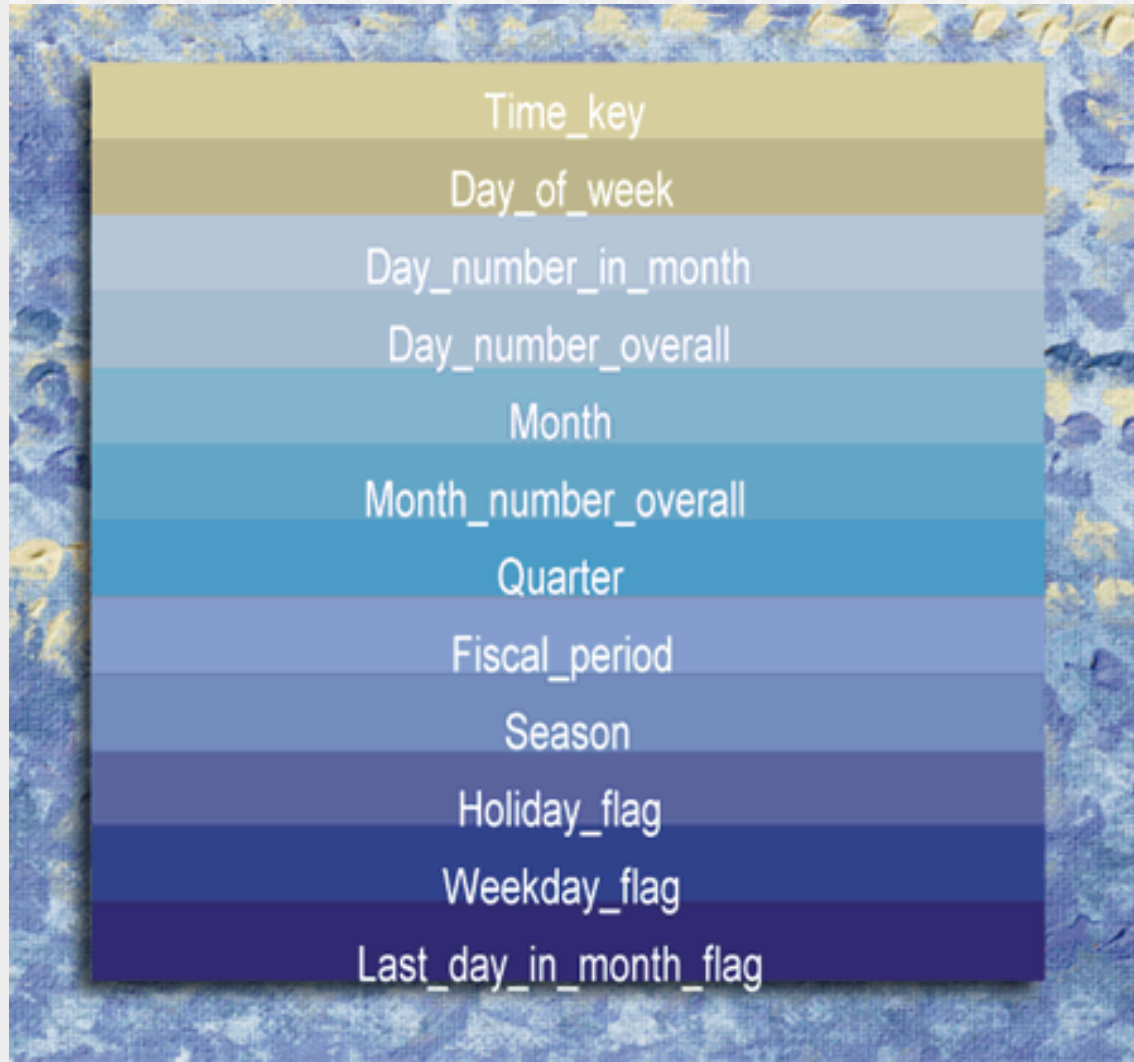 Time_key
Day_of_week
Day_number_in_month
Day_number_overall
Month
Month_number_overall
Quarter
Fiscal_period
Season
Holiday_flag
Weekday_flag
Last_day_in_month_flag